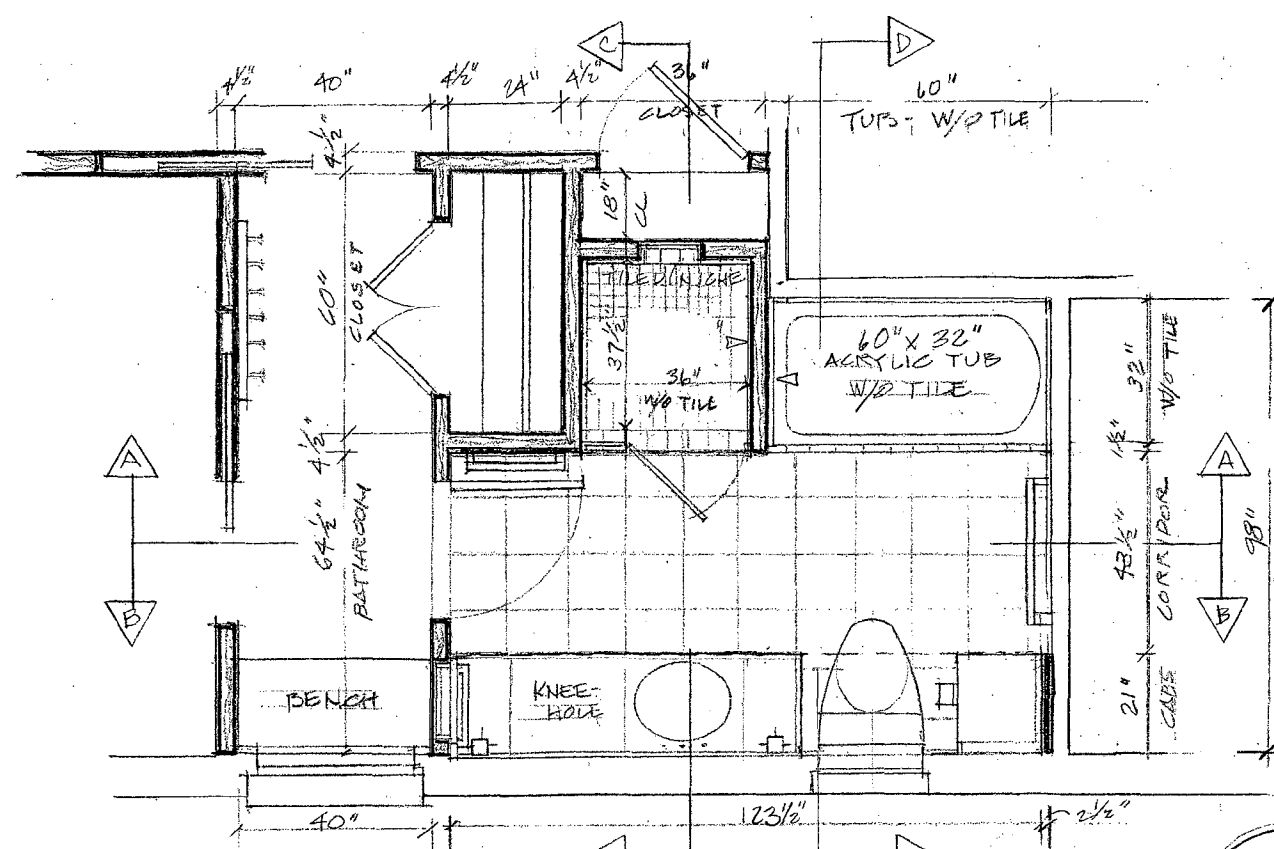 C
D
4½"
40"
4½"
24"
4½"
36"
CLOSET
60"
TUB - W/O TILE
4½"
18"
CL
60"
CLOSET
TILED NICHE
37½"
36"
W/O TILE
60" x 32"
ACRYLIC TUB
W/O TILE
32"
W/O TILE
1½"
4½"
A
A
64½"
BATHROOM
43½"
CORRIDOR
98"
B
B
BENCH
KNEE-
HOLE
21"
CABS
40"
123½"
2½"